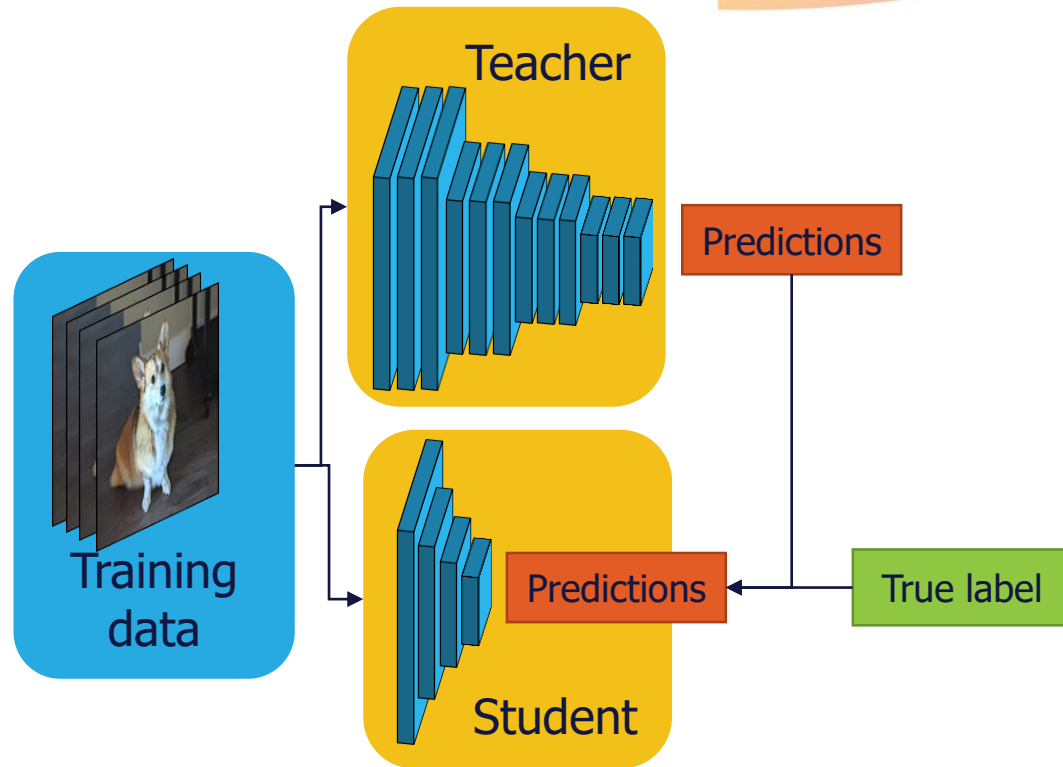 Teacher
Predictions
Training
data
Predictions
True label
Student